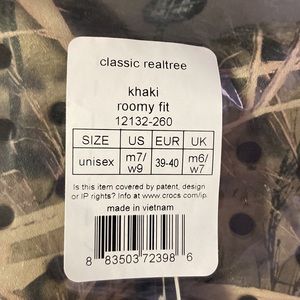 classic realtree
khaki
roomy fit
12132-260
SIZE US EUR UK
unisex m7/ w9 39-40 m6/ w7
Is this item covered by patent, design
or IP rights? Info at www.crocs.com/ip.
made in vietnam
8 83503 72398 6